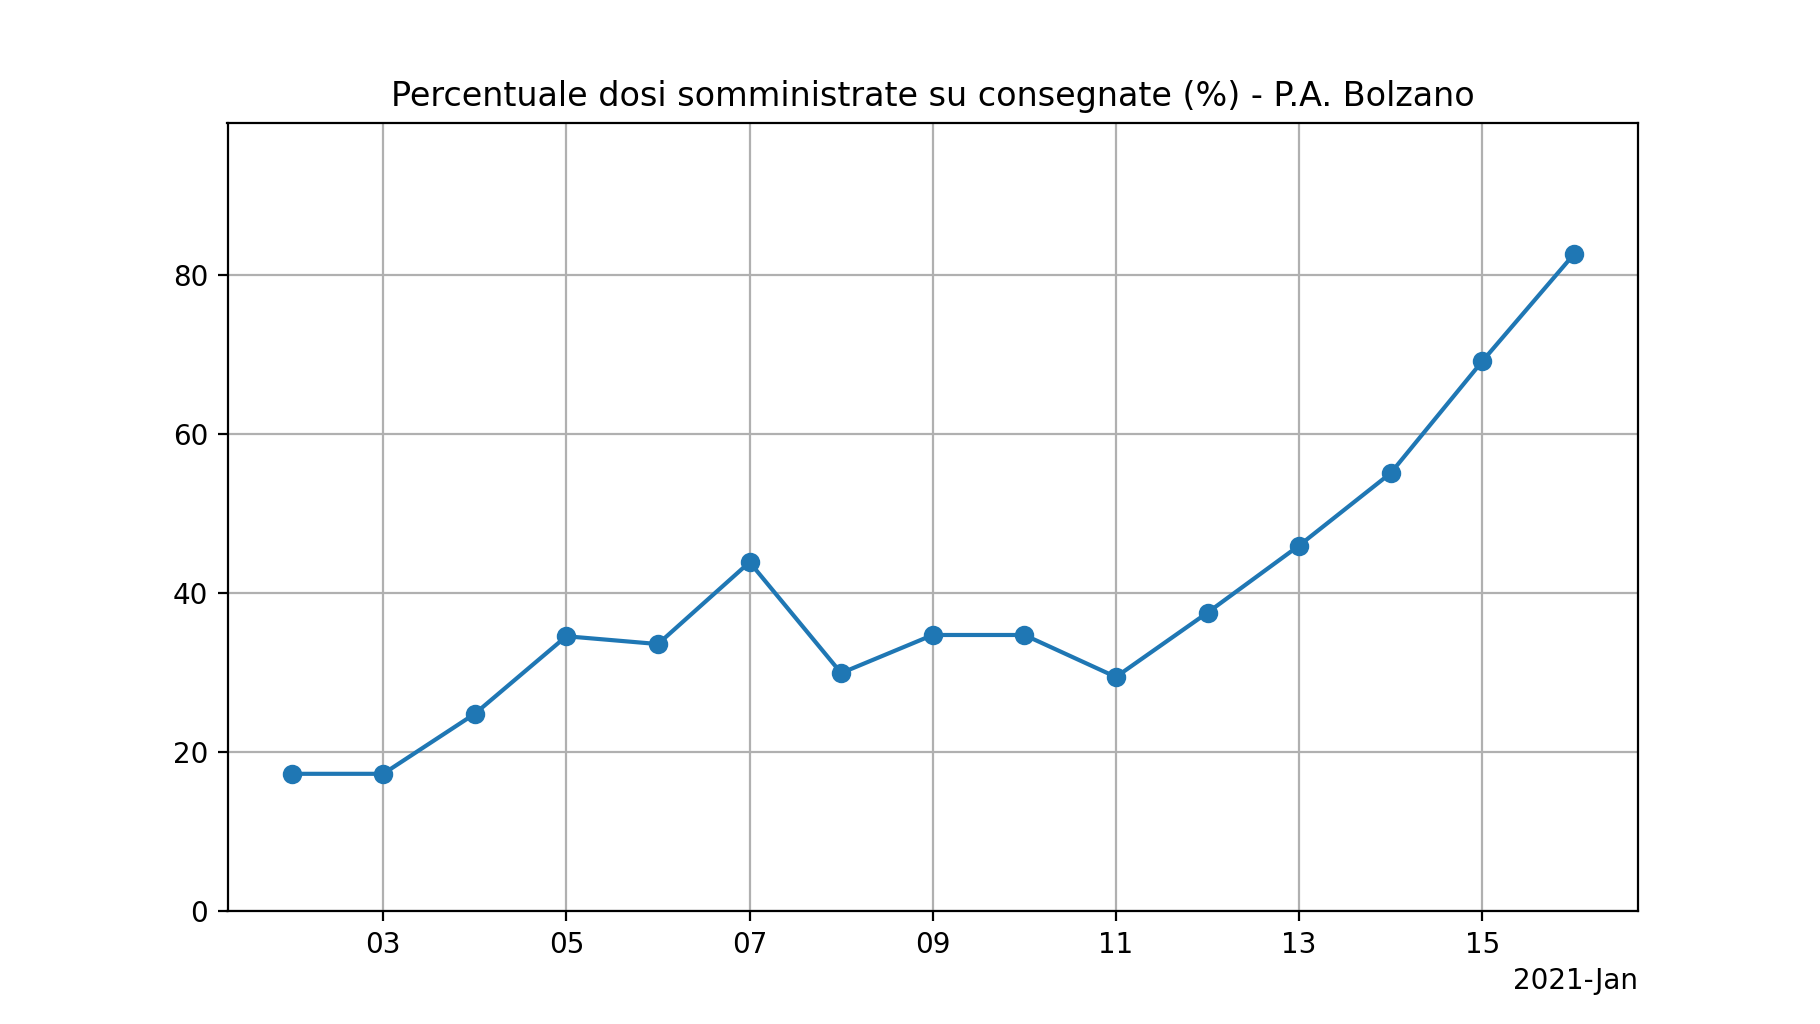 Percentuale dosi somministrate su consegnate (%) - P.A. Bolzano
80
60
40
20
0
03 05 07 09 11 13 15
2021-Jan